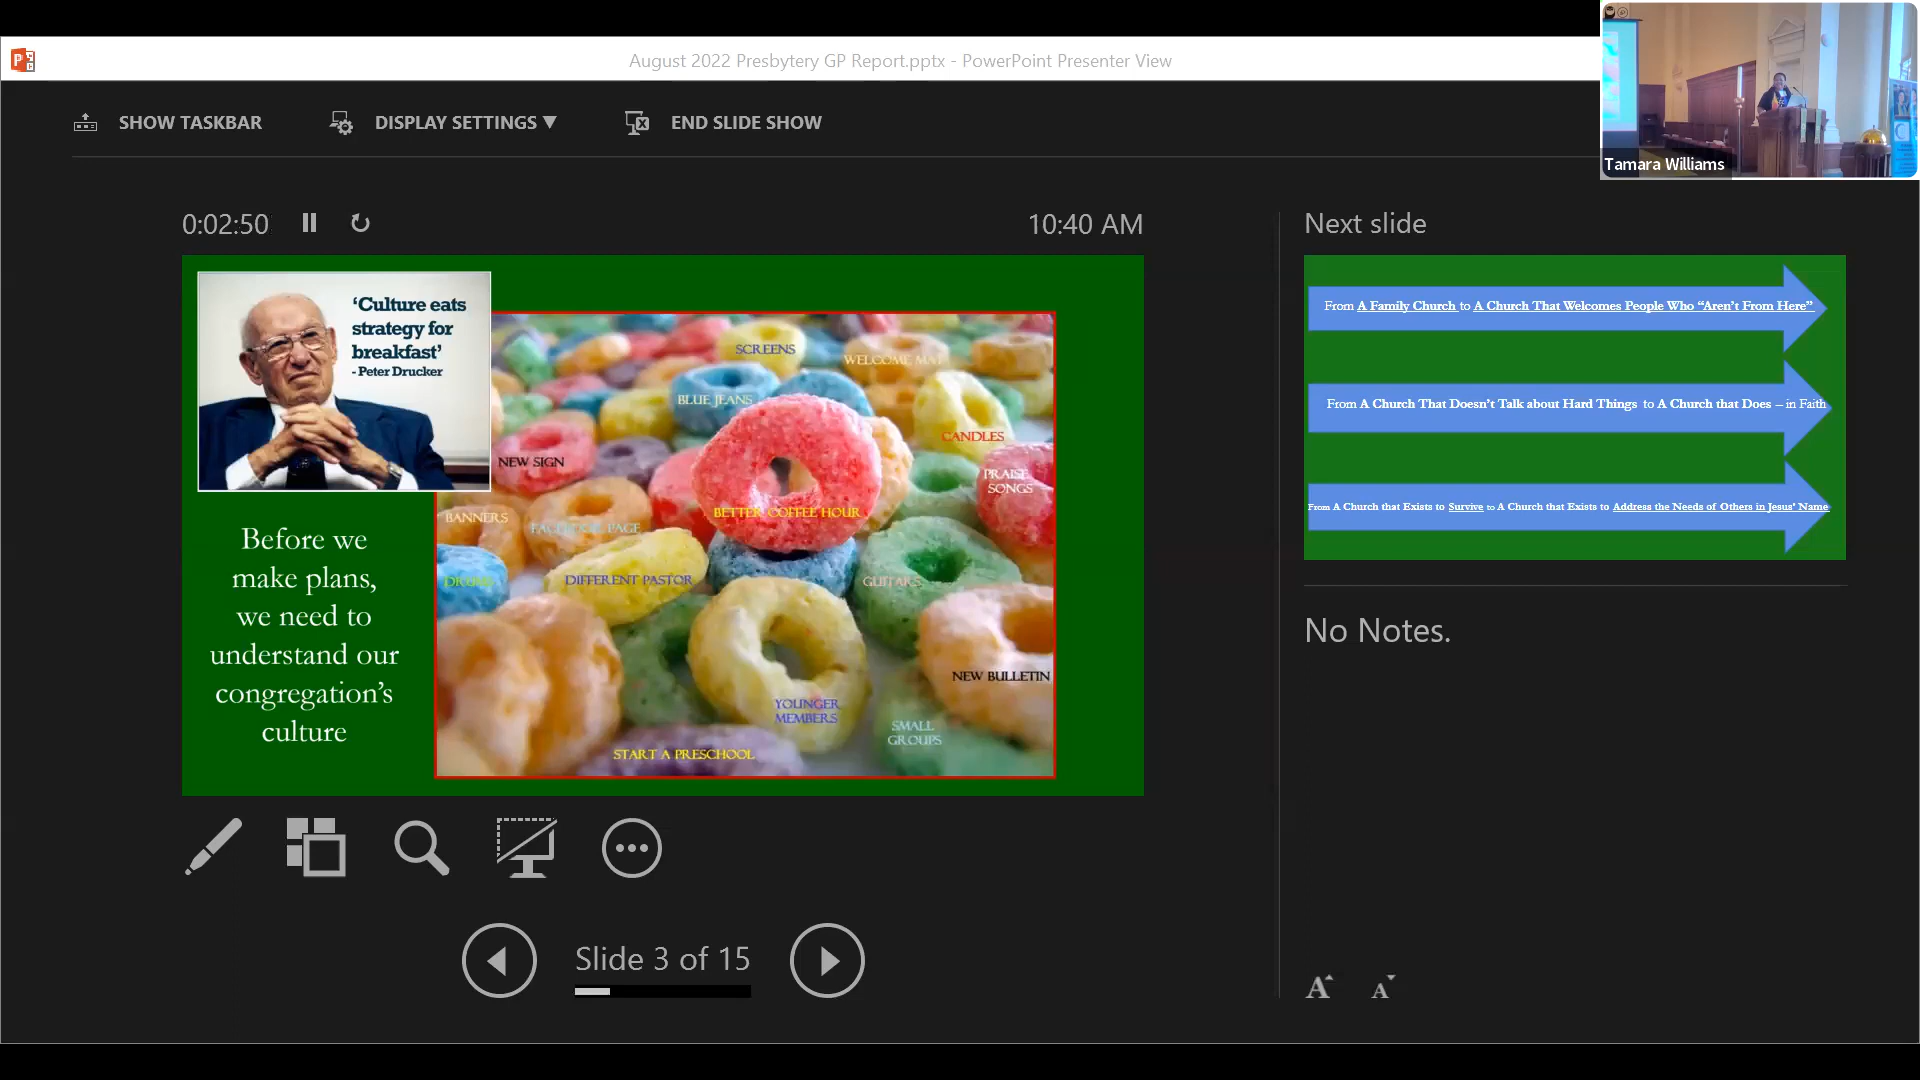 August 2022 Presbytery GP Report.pptx - PowerPoint Presenter View
Tamara Williams
SHOW TASKBAR
DISPLAY SETTINGS ▼
END SLIDE SHOW
0:02:50
10:40 AM
‘Culture eats
strategy for
breakfast’
- Peter Drucker
Before we
make plans,
we need to
understand our
congregation’s
culture
SCREENS
WELCOME MAT
BLUE JEANS
CANDLES
NEW SIGN
PRAISE
SONGS
BETTER COFFEE HOUR
BANNERS
FACEBOOK PAGE
DRUMS
DIFFERENT PASTOR
GUITARS
NEW BULLETIN
YOUNGER
MEMBERS
SMALL
GROUPS
START A PRESCHOOL
Slide 3 of 15
Next slide
From A Family Church to A Church That Welcomes People Who “Aren’t From Here”
From A Church That Doesn’t Talk about Hard Things to A Church that Does – in Faith
From A Church that Exists to Survive to A Church that Exists to Address the Needs of Others in Jesus’ Name
No Notes.